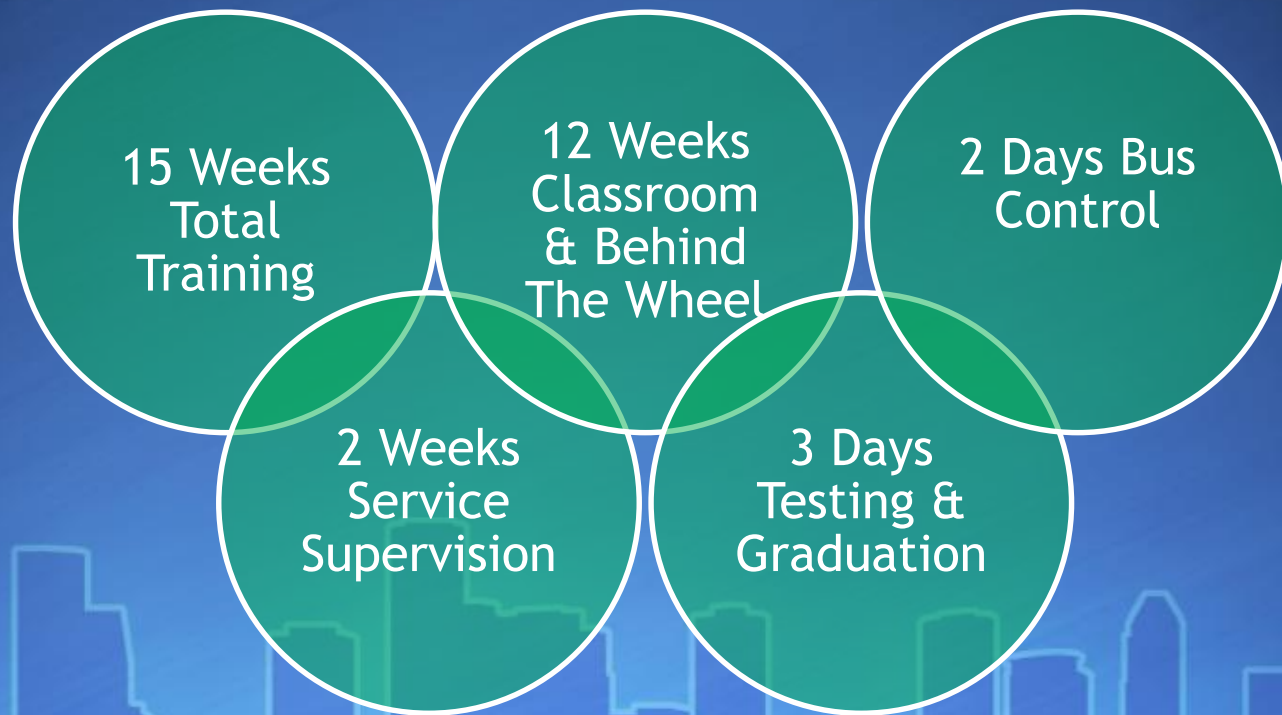 15 Weeks
Total
Training
12 Weeks
Classroom
& Behind
The Wheel
2 Days Bus
Control
2 Weeks
Service
Supervision
3 Days
Testing &
Graduation